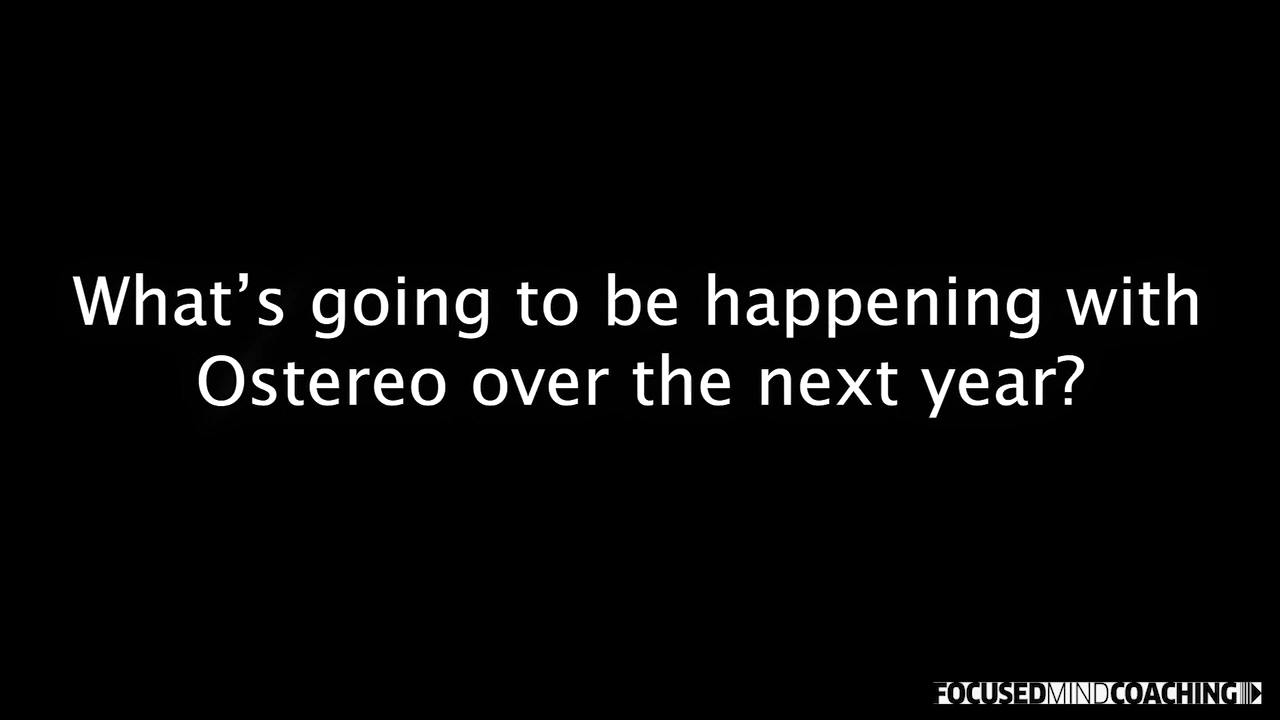 What’s going to be happening with
Ostereo over the next year?
FOCUSEDMINDCOACHING